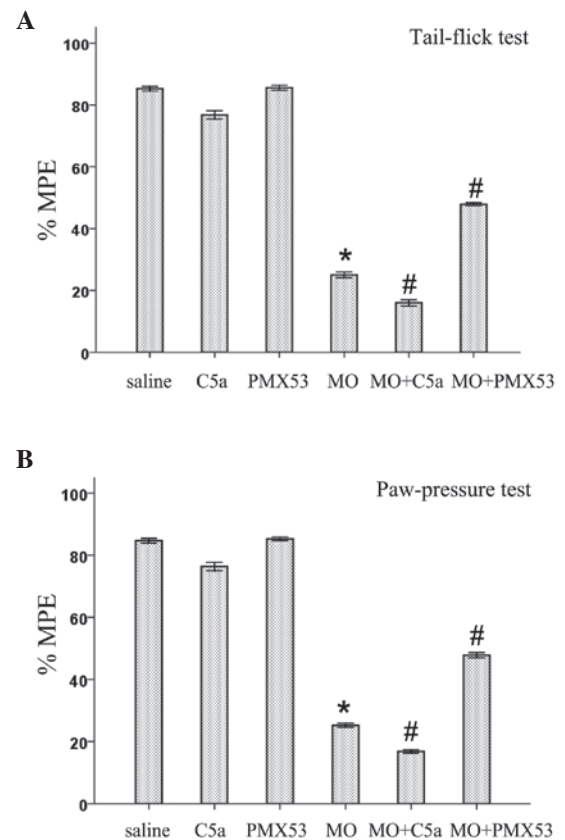 A
Tail-flick test
% MPE
100
80
60
40
20
0
*
#
#
saline C5a PMX53 MO MO+C5a MO+PMX53
B
Paw-pressure test
% MPE
100
80
60
40
20
0
*
#
#
saline C5a PMX53 MO MO+C5a MO+PMX53